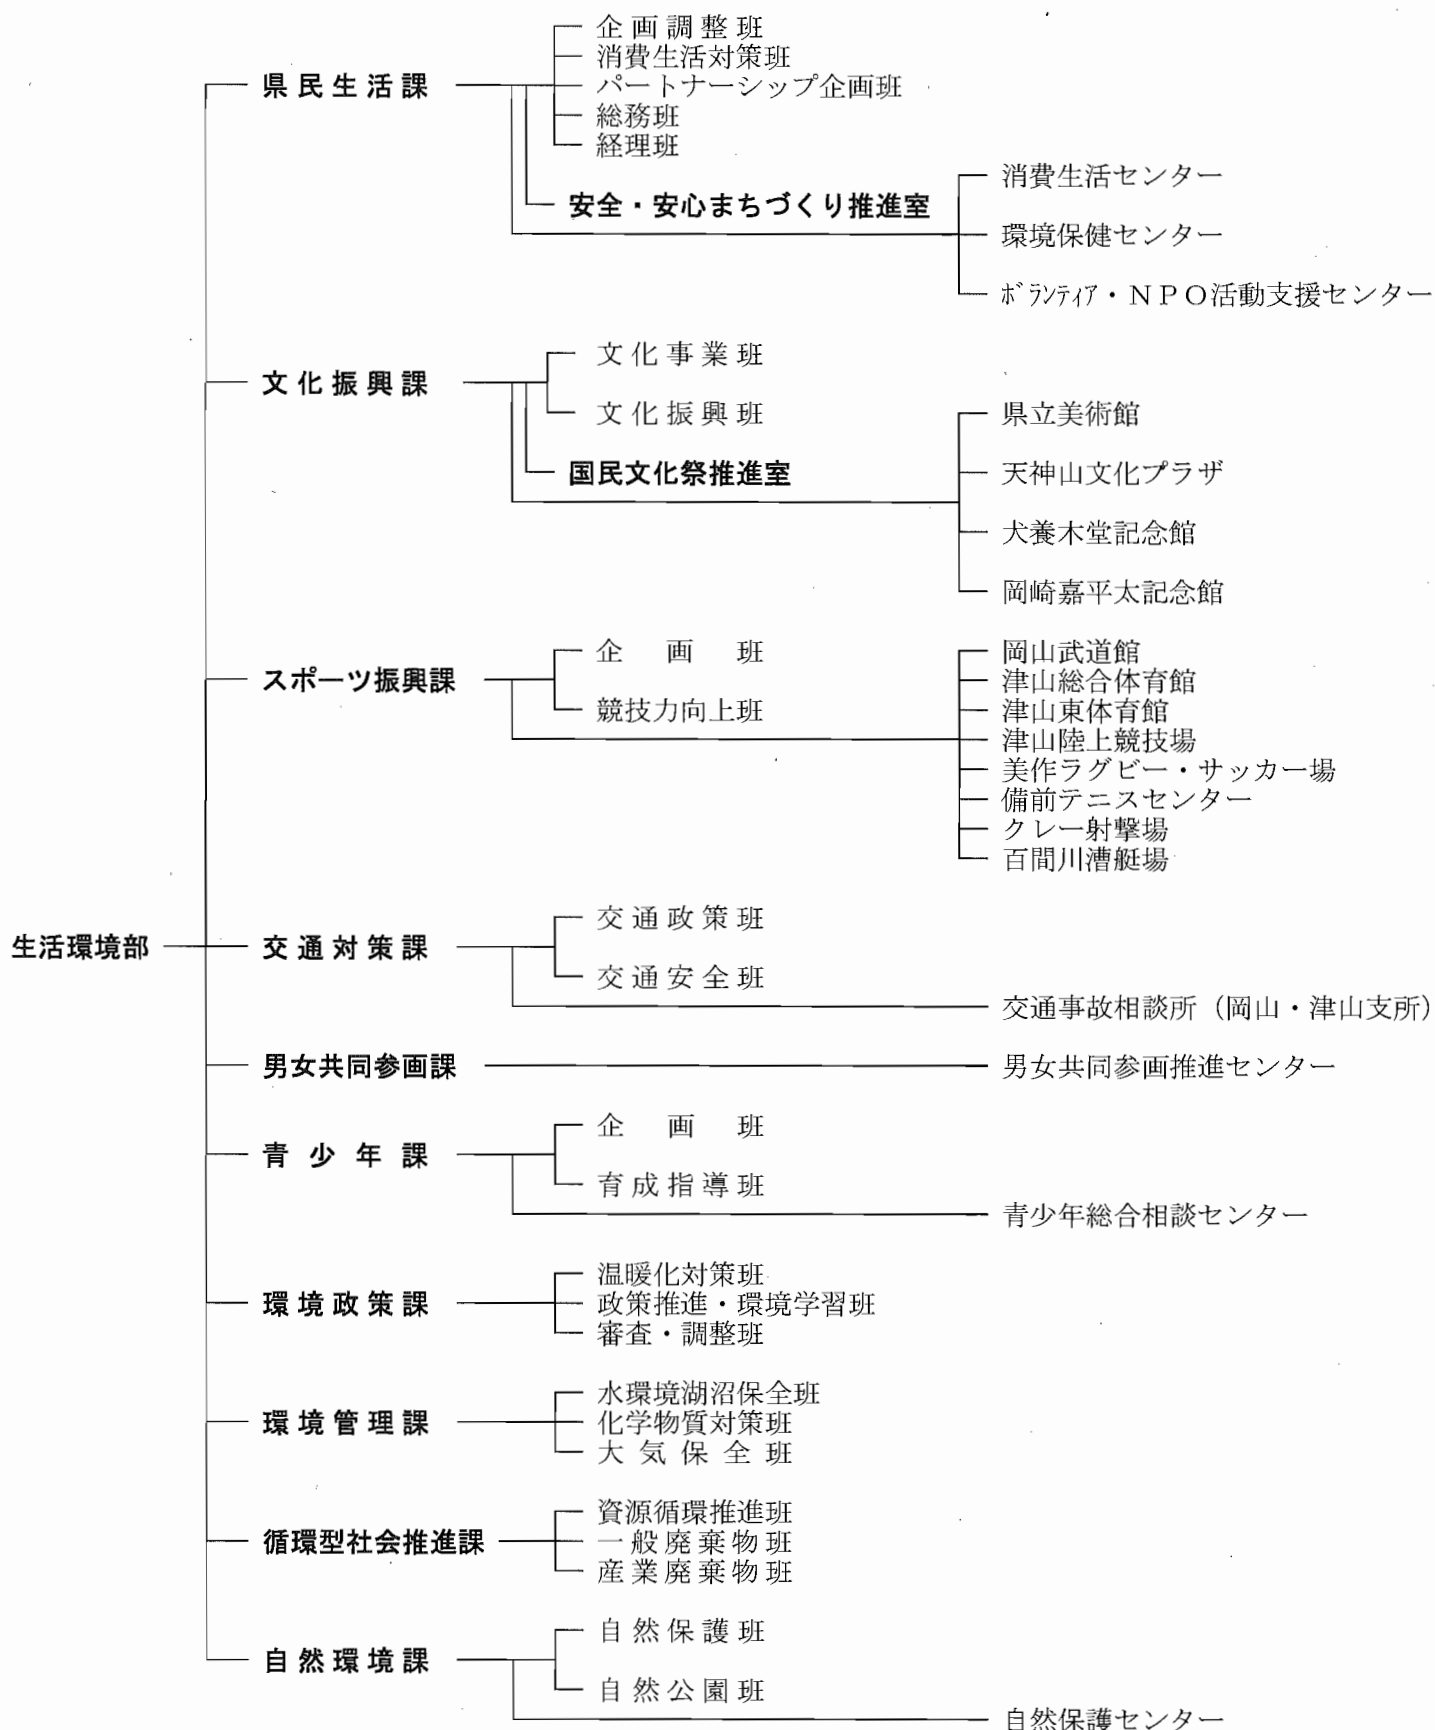 企画調整班
消費生活対策班
県民生活課
パートナーシップ企画班
総務班
経理班
消費生活センター
安全・安心まちづくり推進室
環境保健センター
ﾎﾞﾗﾝﾃｨｱ・ＮＰＯ活動支援センター
文化事業班
文化振興課
文化振興班
県立美術館
国民文化祭推進室
天神山文化プラザ
犬養木堂記念館
岡崎嘉平太記念館
企画班
岡山武道館
スポーツ振興課
津山総合体育館
競技力向上班
津山東体育館
津山陸上競技場
美作ラグビー・サッカー場
備前テニスセンター
クレー射撃場
百間川漕艇場
交通政策班
生活環境部
交通対策課
交通安全班
交通事故相談所（岡山・津山支所）
男女共同参画課
男女共同参画推進センター
企画班
青少年課
育成指導班
青少年総合相談センター
温暖化対策班
環境政策課
政策推進・環境学習班
審査・調整班
水環境湖沼保全班
環境管理課
化学物質対策班
大気保全班
資源循環推進班
循環型社会推進課
一般廃棄物班
産業廃棄物班
自然保護班
自然環境課
自然公園班
自然保護センター